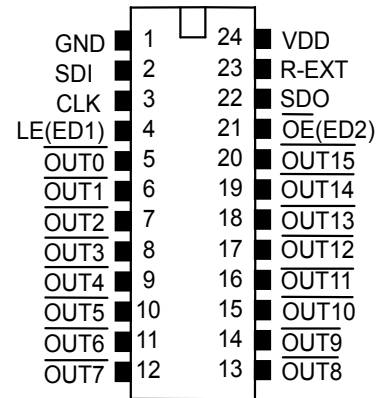 GND 1 24 VDD
SDI 2 23 R-EXT
CLK 3 22 SDO
LE(ED1) 4 21 OE(ED2)
OUT0 5 20 OUT15
OUT1 6 19 OUT14
OUT2 7 18 OUT13
OUT3 8 17 OUT12
OUT4 9 16 OUT11
OUT5 10 15 OUT10
OUT6 11 14 OUT9
OUT7 12 13 OUT8